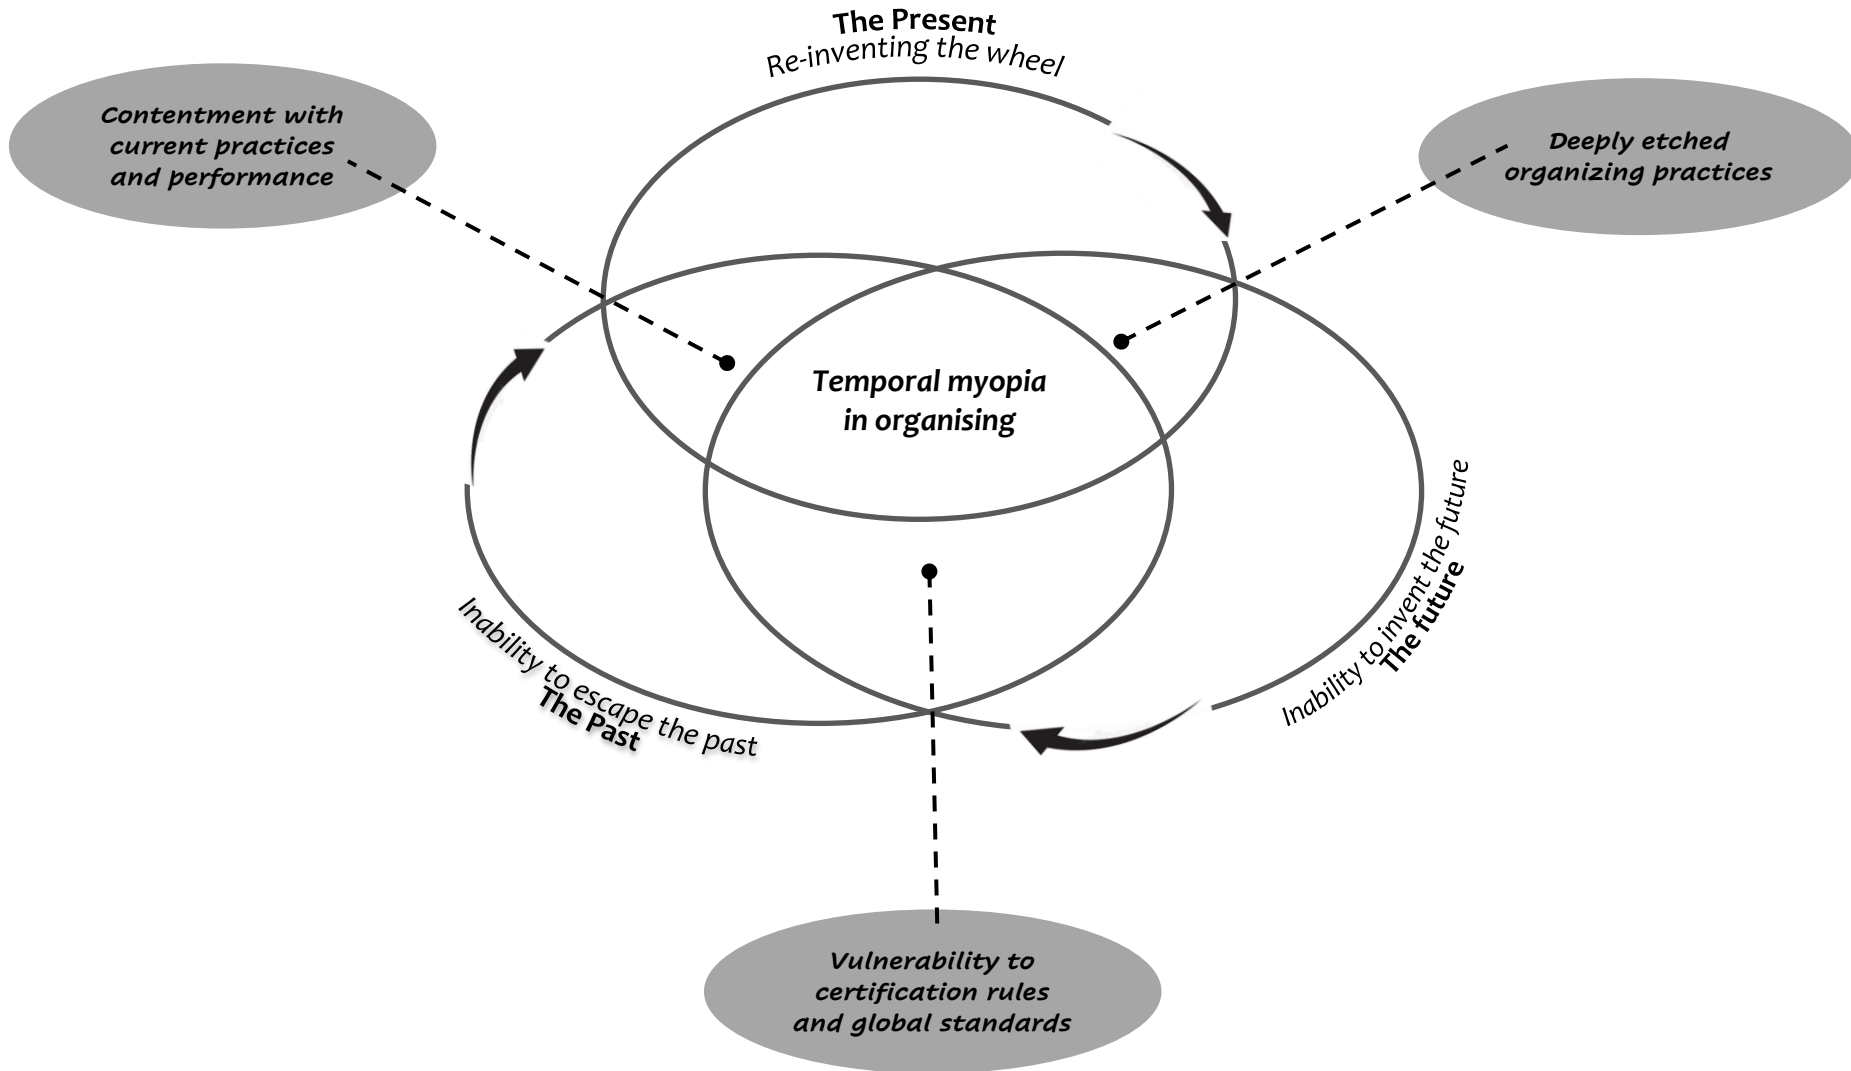 The Present
Re-inventing the wheel
Contentment with
current practices
and performance
Deeply etched
organizing practices
Temporal myopia
in organising
Inability to escape the past
The Past
Inability to invent the future
The future
Vulnerability to
certification rules
and global standards